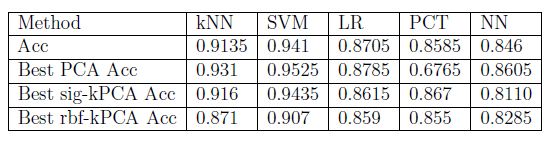 Method kNN SVM LR PCT NN
Acc 0.9135 0.941 0.8705 0.8585 0.846
Best PCA Acc 0.931 0.9525 0.8785 0.6765 0.8605
Best sig-kPCA Acc 0.916 0.9435 0.8615 0.867 0.8110
Best rbf-kPCA Acc 0.871 0.907 0.859 0.855 0.8285